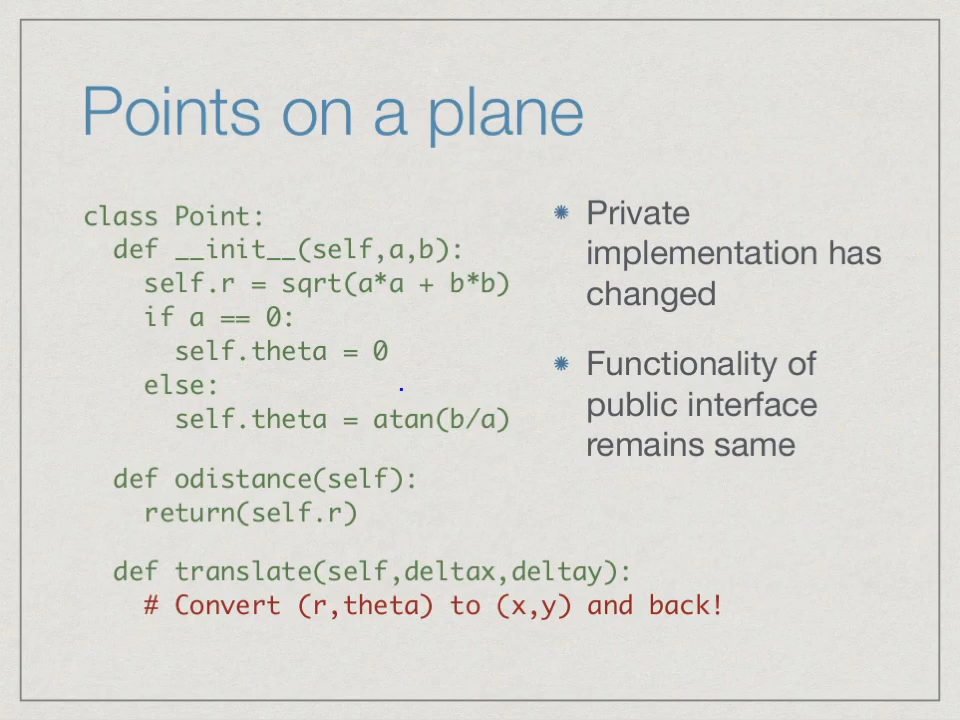 Points on a plane
class Point:
  def __init__(self,a,b):
    self.r = sqrt(a*a + b*b)
    if a == 0:
      self.theta = 0
    else:
      self.theta = atan(b/a)
  def odistance(self):
    return(self.r)
  def translate(self,deltax,deltay):
    # Convert (r,theta) to (x,y) and back!
Private
implementation has
changed
Functionality of
public interface
remains same